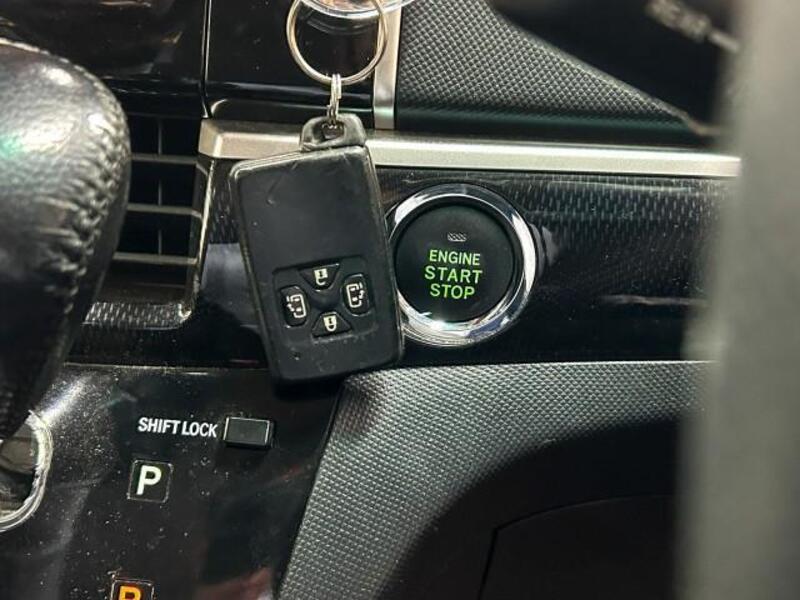 ENGINE
START
STOP
SHIFT LOCK
P
R